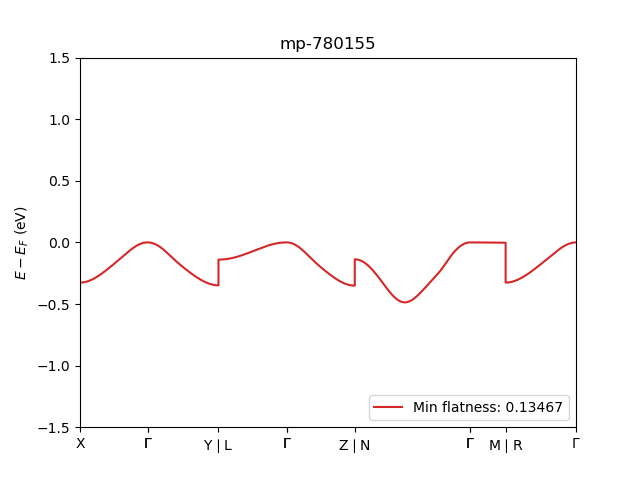 mp-780155
E − E_F (eV)
1.5
1.0
0.5
0.0
−0.5
−1.0
−1.5
Min flatness: 0.13467
X Γ Y | L Γ Z | N Γ M | R Γ